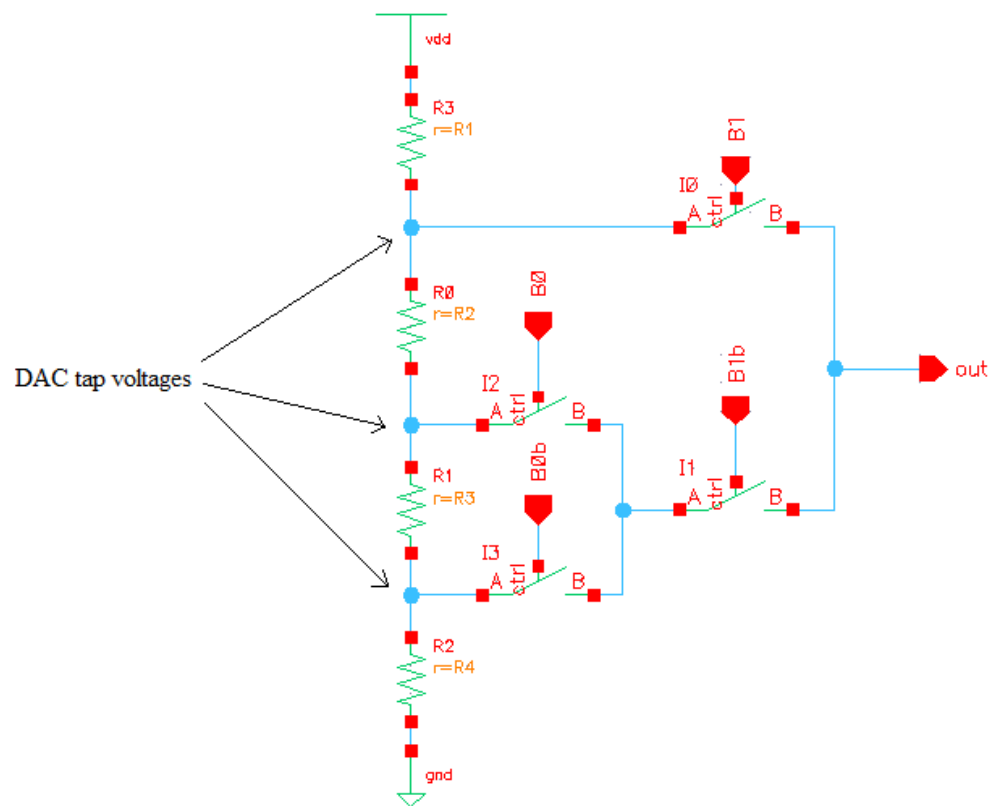 vdd
R3
r=R1
B1
I0
A
ctrl
B
R0
r=R2
B0
DAC tap voltages
I2
A
ctrl
B
B1b
out
R1
r=R3
B0b
I1
A
ctrl
B
I3
A
ctrl
B
R2
r=R4
gnd